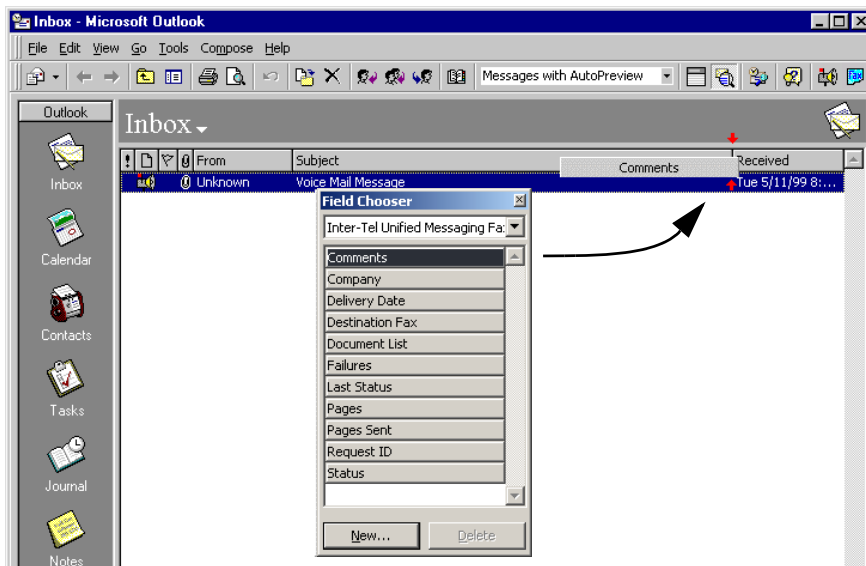 Inbox - Microsoft Outlook
File Edit View Go Tools Compose Help
Messages with AutoPreview
Fax
Outlook
Inbox
! From Subject Comments Received
Unknown Voice Mail Message Tue 5/11/99 8:...
Inbox
Calendar
Contacts
Tasks
Journal
Notes
Field Chooser
Inter-Tel Unified Messaging Fa
Comments
Company
Delivery Date
Destination Fax
Document List
Failures
Last Status
Pages
Pages Sent
Request ID
Status
New... Delete